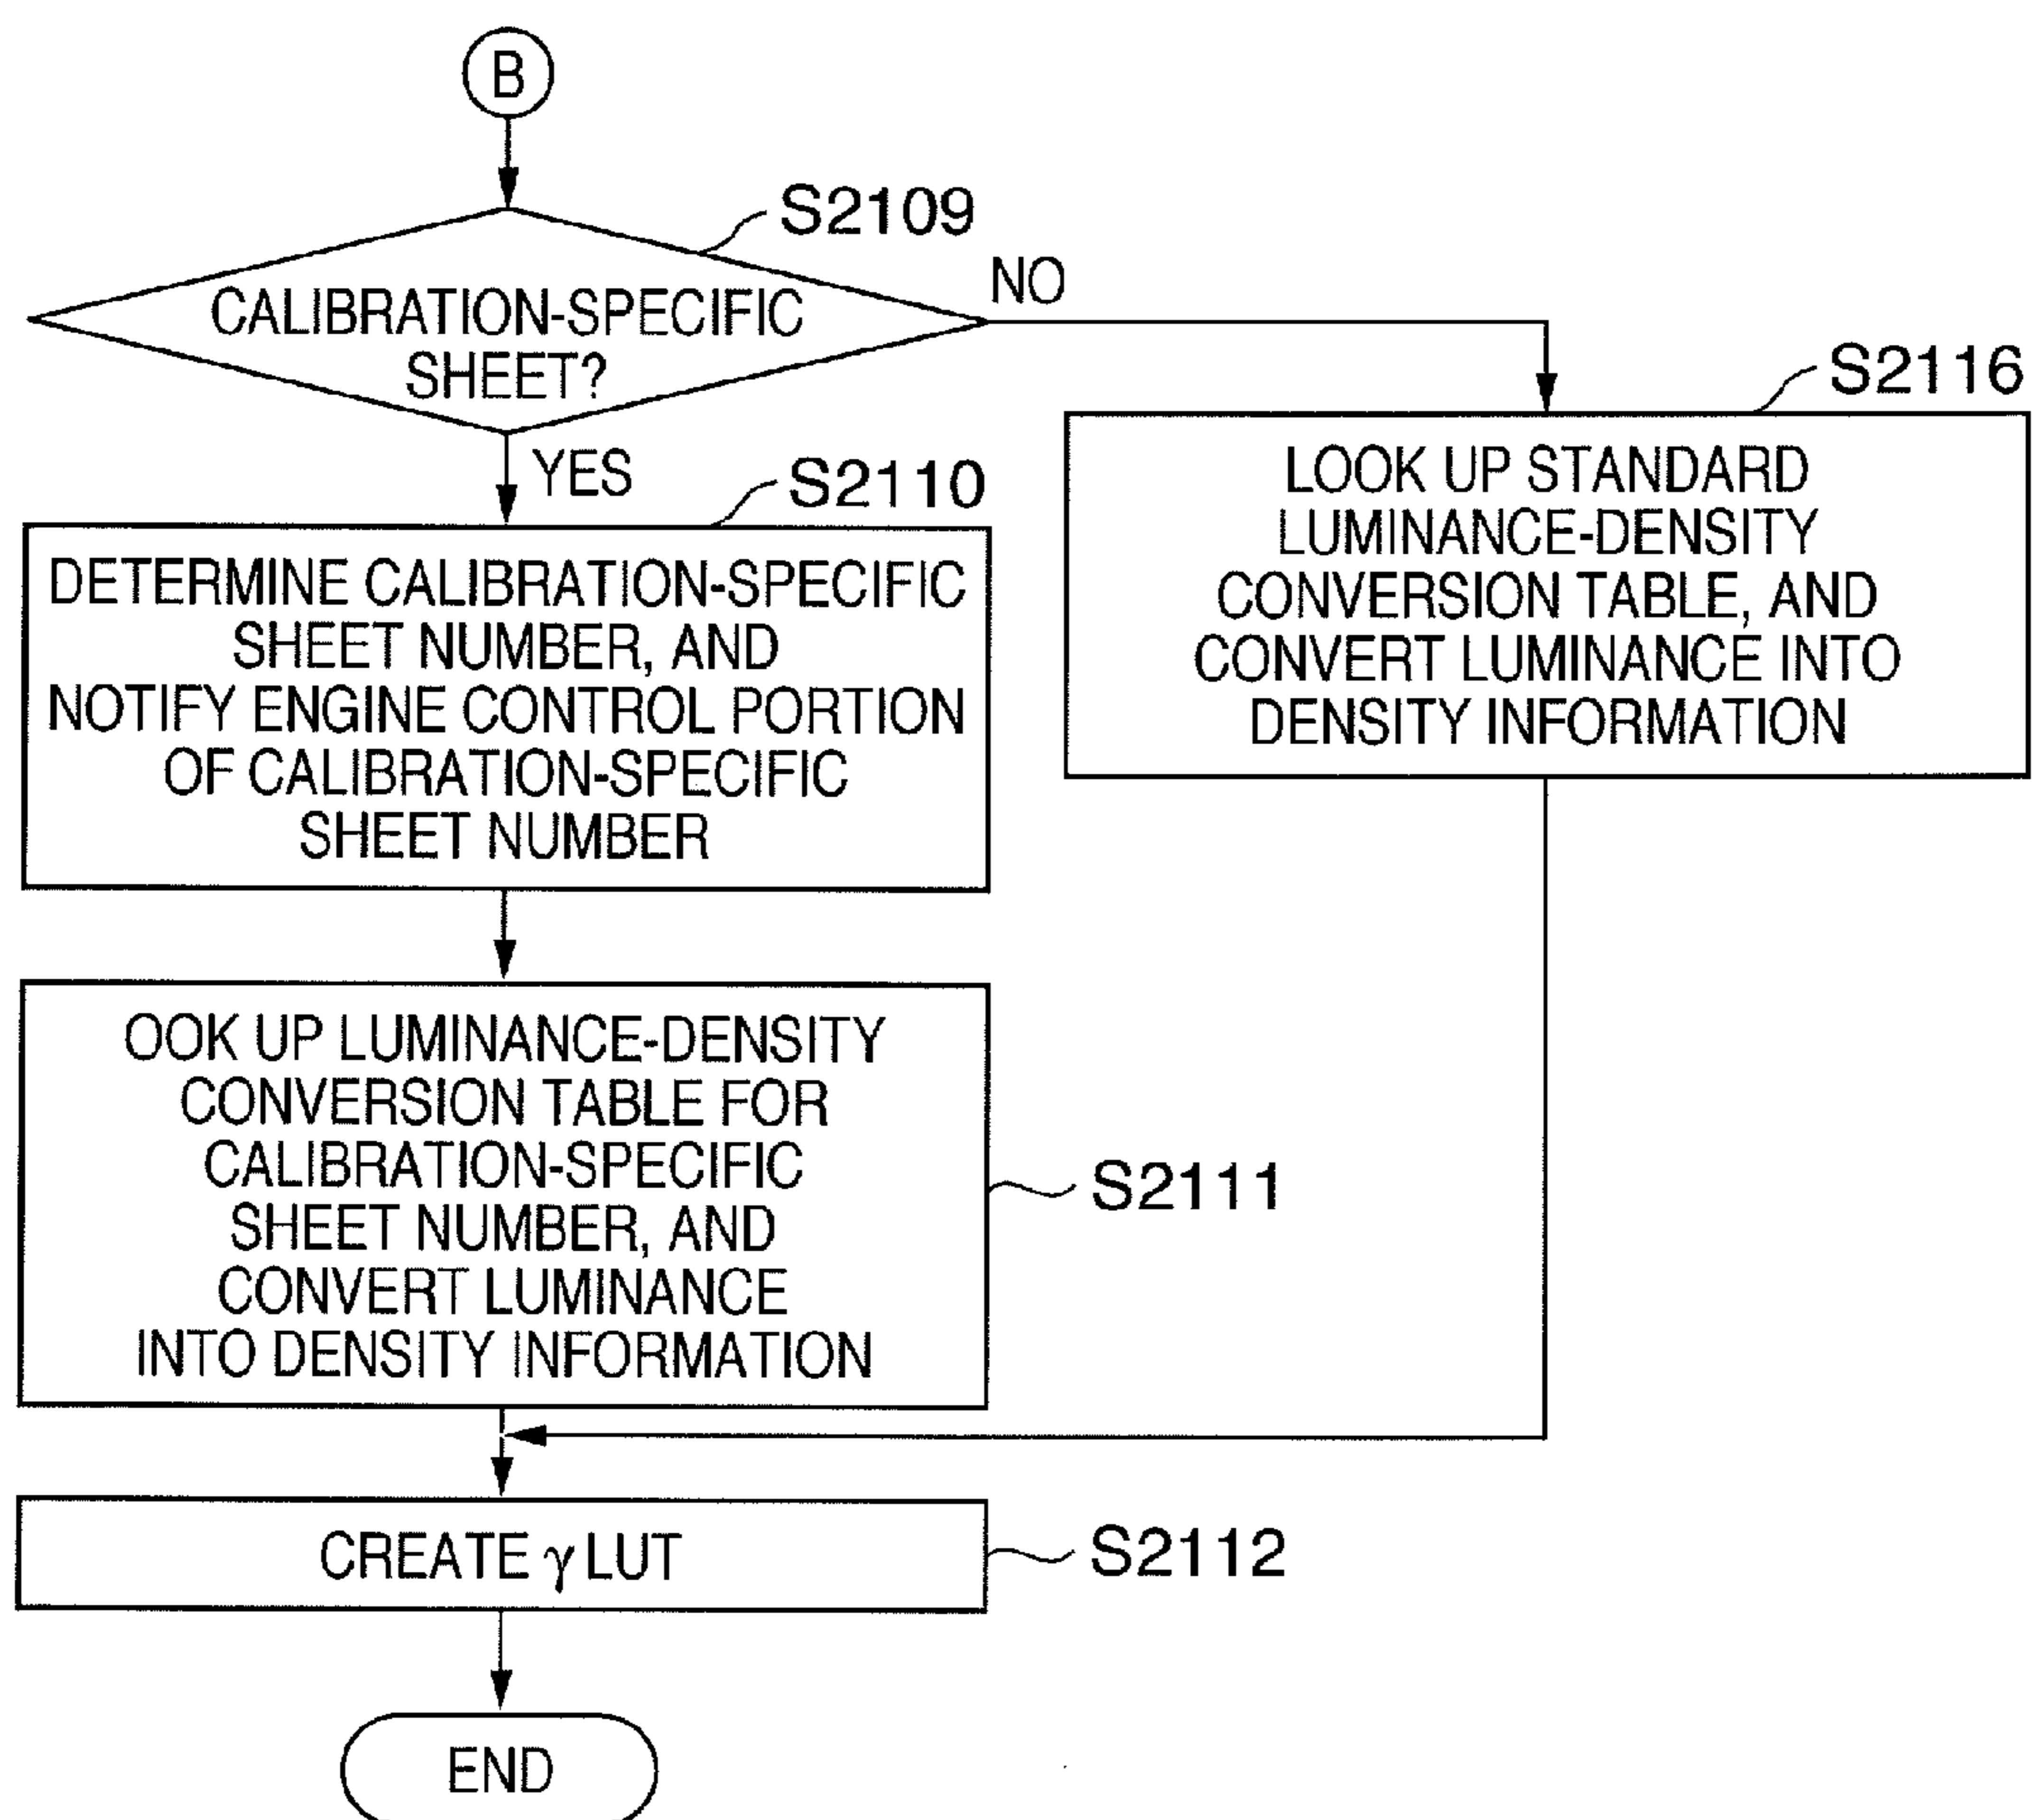 B
S2109
CALIBRATION-SPECIFIC
SHEET?
NO
YES
S2110
DETERMINE CALIBRATION-SPECIFIC
SHEET NUMBER, AND
NOTIFY ENGINE CONTROL PORTION
OF CALIBRATION-SPECIFIC
SHEET NUMBER
S2116
LOOK UP STANDARD
LUMINANCE-DENSITY
CONVERSION TABLE, AND
CONVERT LUMINANCE INTO
DENSITY INFORMATION
OOK UP LUMINANCE-DENSITY
CONVERSION TABLE FOR
CALIBRATION-SPECIFIC
SHEET NUMBER, AND
CONVERT LUMINANCE
INTO DENSITY INFORMATION
S2111
CREATE γ LUT
S2112
END